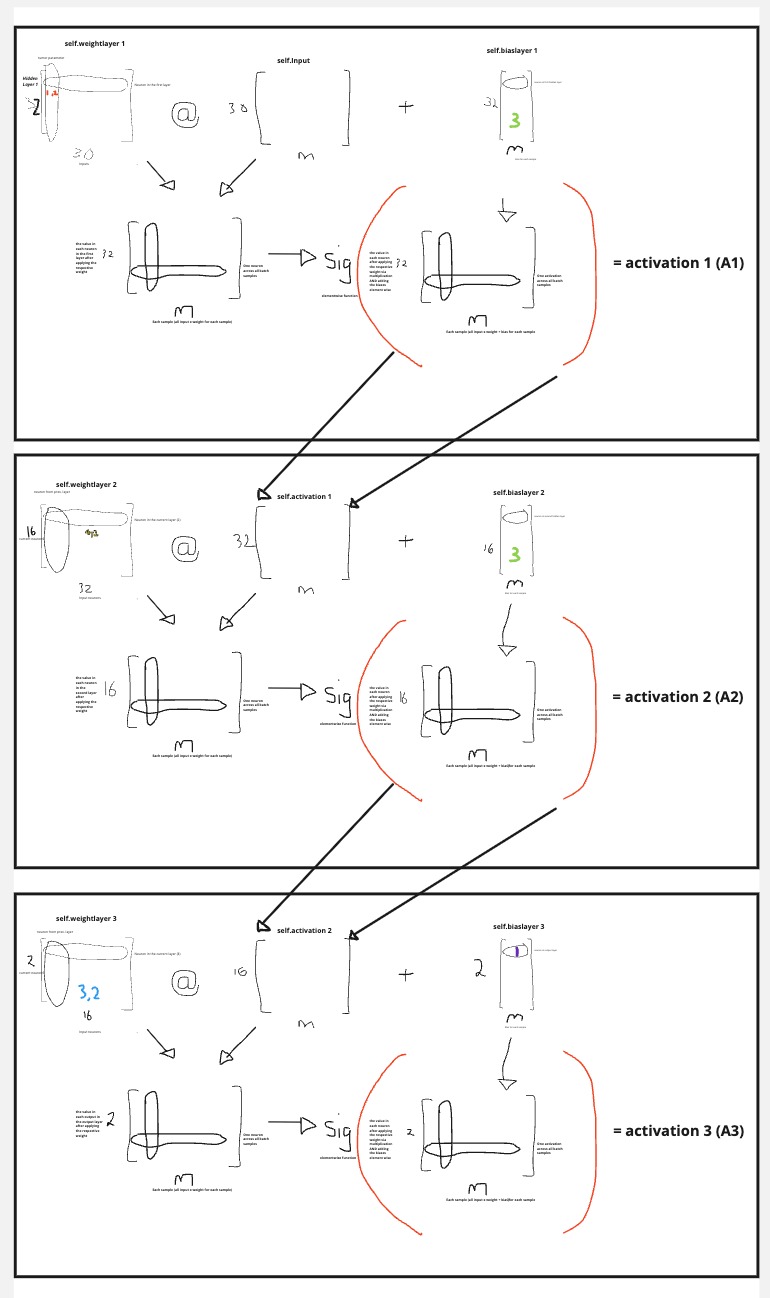 self.weightlayer 1
self.Input
self.biaslayer 1
Hidden
Layer 1
Neuron in the first layer
1,2
32
@
30
+
32
3
30
m
m
inputs
the value in
each neuron
in the first
layer after
applying the
respective
weight
32
One neuron
across all batch
samples
m
Each sample (all input x weight for each sample)
Sig
elementwise function
the value in
each neuron
after applying
the respective
weight via
multiplication
AND adding
the biases
element wise
32
One activation
across all batch
samples
m
Each sample (all input x weight + bias for each sample
= activation 1 (A1)
self.weightlayer 2
neuron from prev. layer
self.activation 1
self.biaslayer 2
Neuron in the current layer (2)
16
@
32
+
16
3
32
input neurons
m
m
the value in
each neuron
in the
second layer
after
applying the
respective
weight
16
One neuron
across all batch
samples
m
Each sample (all input x weight for each sample)
Sig
elementwise function
the value in
each neuron
after applying
the respective
weight via
multiplication
AND adding
the biases
element wise
16
One activation
across all batch
samples
m
Each sample (all input x weight + bias)for each sample
= activation 2 (A2)
self.weightlayer 3
neuron from prev. layer
self.activation 2
self.biaslayer 3
Neuron in the current layer (3)
2
3,2
16
input neurons
@
16
m
+
2
m
the value in
each output in
the output layer
after applying
the respective
weight
2
One neuron
across all batch
samples
m
Each sample (all input x weight for each sample)
Sig
elementwise function
the value in
each neuron
after applying
the respective
weight via
multiplication
AND adding
the biases
element wise
2
One activation
across all batch
samples
m
Each sample (all input x weight + bias)for each sample
= activation 3 (A3)